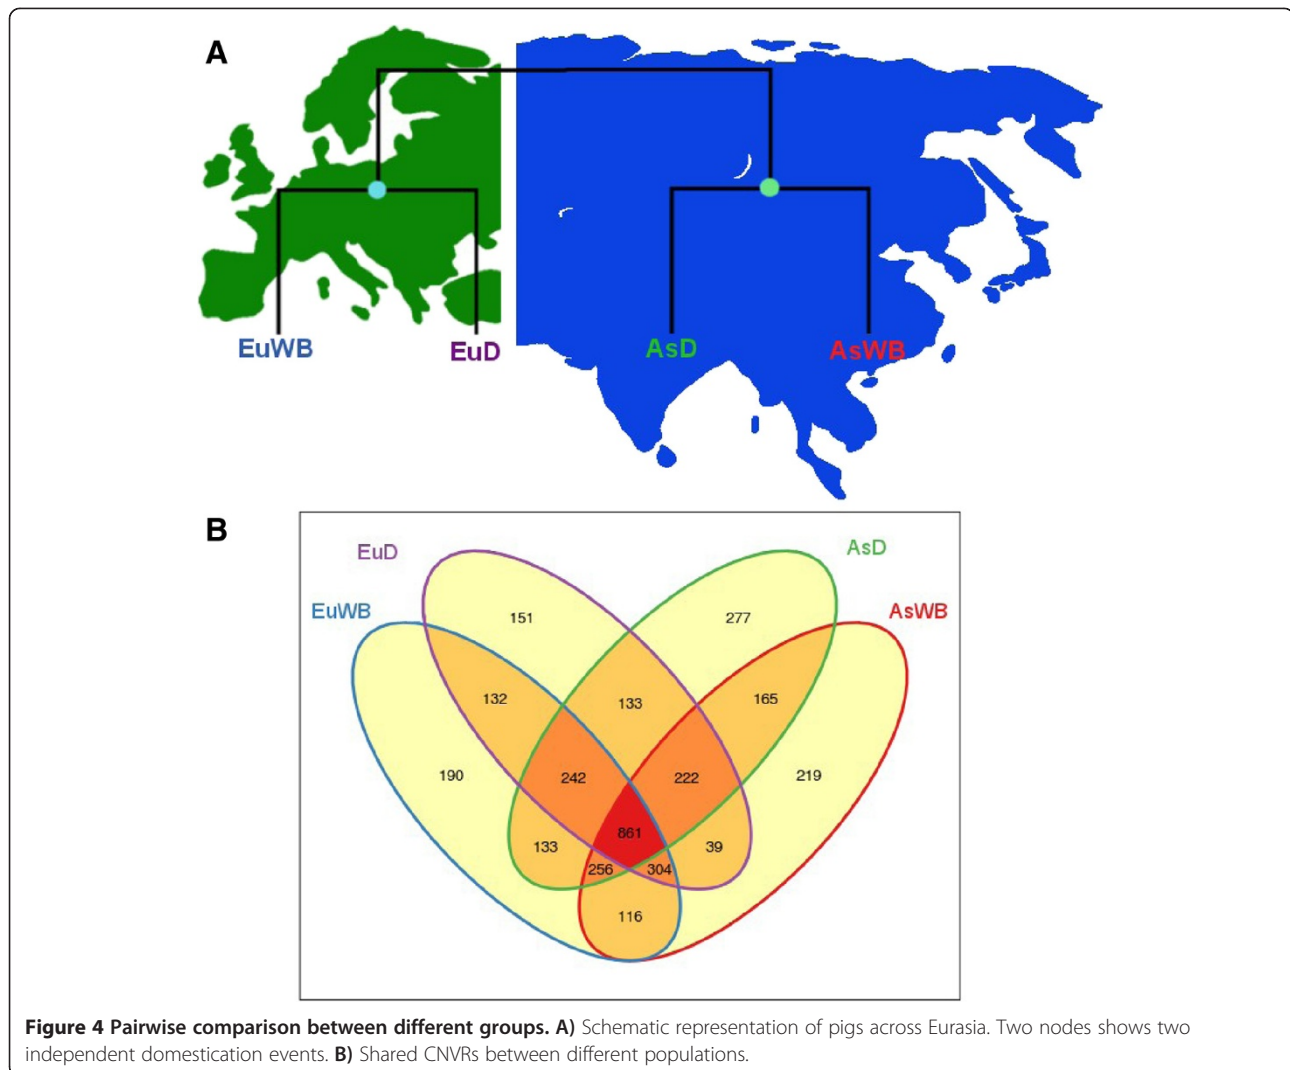 A
EuWB
EuD
AsD
AsWB
B
EuD
AsD
EuWB
AsWB
151
277
132
133
165
190
242
222
219
861
133
39
256
304
116
Figure 4 Pairwise comparison between different groups. A) Schematic representation of pigs across Eurasia. Two nodes shows two
independent domestication events. B) Shared CNVRs between different populations.